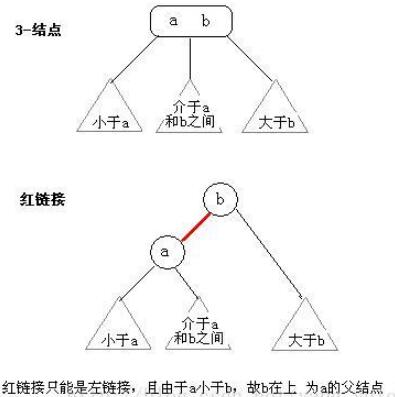 3-结点
a b
小于a
介于a
和b之间
大于b
红链接
b
a
小于a
介于a
和b之间
大于b
红链接只能是左链接，且由于a小于b，故b在上 为a的父结点